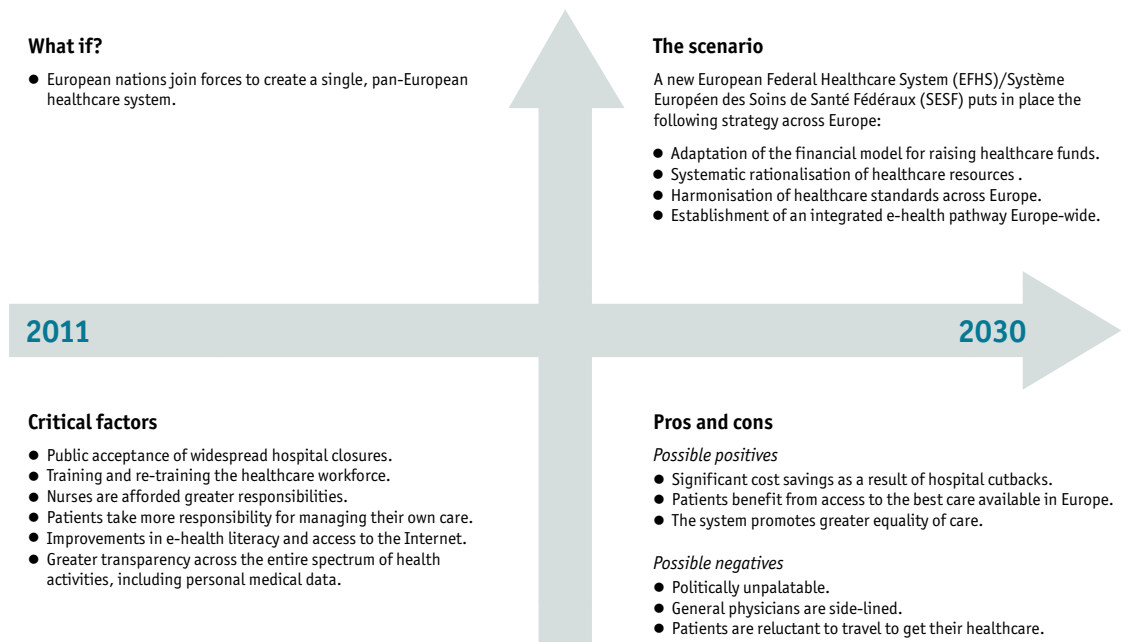 What if?
● European nations join forces to create a single, pan-European
healthcare system.
The scenario
A new European Federal Healthcare System (EFHS)/Système
Européen des Soins de Santé Fédéraux (SESF) puts in place the
following strategy across Europe:
● Adaptation of the financial model for raising healthcare funds.
● Systematic rationalisation of healthcare resources .
● Harmonisation of healthcare standards across Europe.
● Establishment of an integrated e-health pathway Europe-wide.
2011
2030
Critical factors
● Public acceptance of widespread hospital closures.
● Training and re-training the healthcare workforce.
● Nurses are afforded greater responsibilities.
● Patients take more responsibility for managing their own care.
● Improvements in e-health literacy and access to the Internet.
● Greater transparency across the entire spectrum of health
activities, including personal medical data.
Pros and cons
Possible positives
● Significant cost savings as a result of hospital cutbacks.
● Patients benefit from access to the best care available in Europe.
● The system promotes greater equality of care.
Possible negatives
● Politically unpalatable.
● General physicians are side-lined.
● Patients are reluctant to travel to get their healthcare.